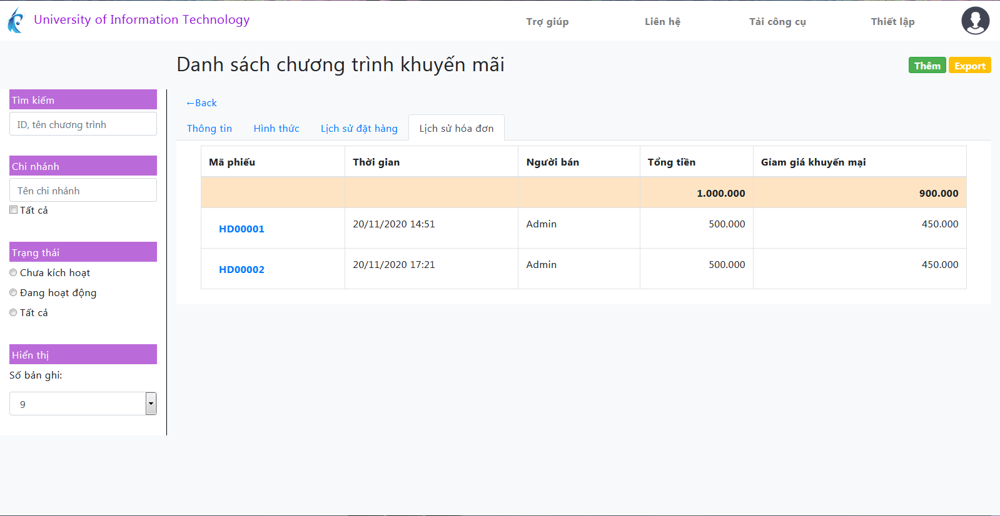 University of Information Technology
Trợ giúp
Liên hệ
Tải công cụ
Thiết lập
Danh sách chương trình khuyến mãi
Thêm
Export
Tìm kiếm
ID, tên chương trình
Chi nhánh
Tên chi nhánh
Tất cả
Trạng thái
Chưa kích hoạt
Đang hoạt động
Tất cả
Hiển thị
Số bản ghi:
9
←Back
Thông tin
Hình thức
Lịch sử đặt hàng
Lịch sử hóa đơn
Mã phiếu
Thời gian
Người bán
Tổng tiền
Giảm giá khuyến mại
1.000.000
900.000
HD00001
20/11/2020 14:51
Admin
500.000
450.000
HD00002
20/11/2020 17:21
Admin
500.000
450.000